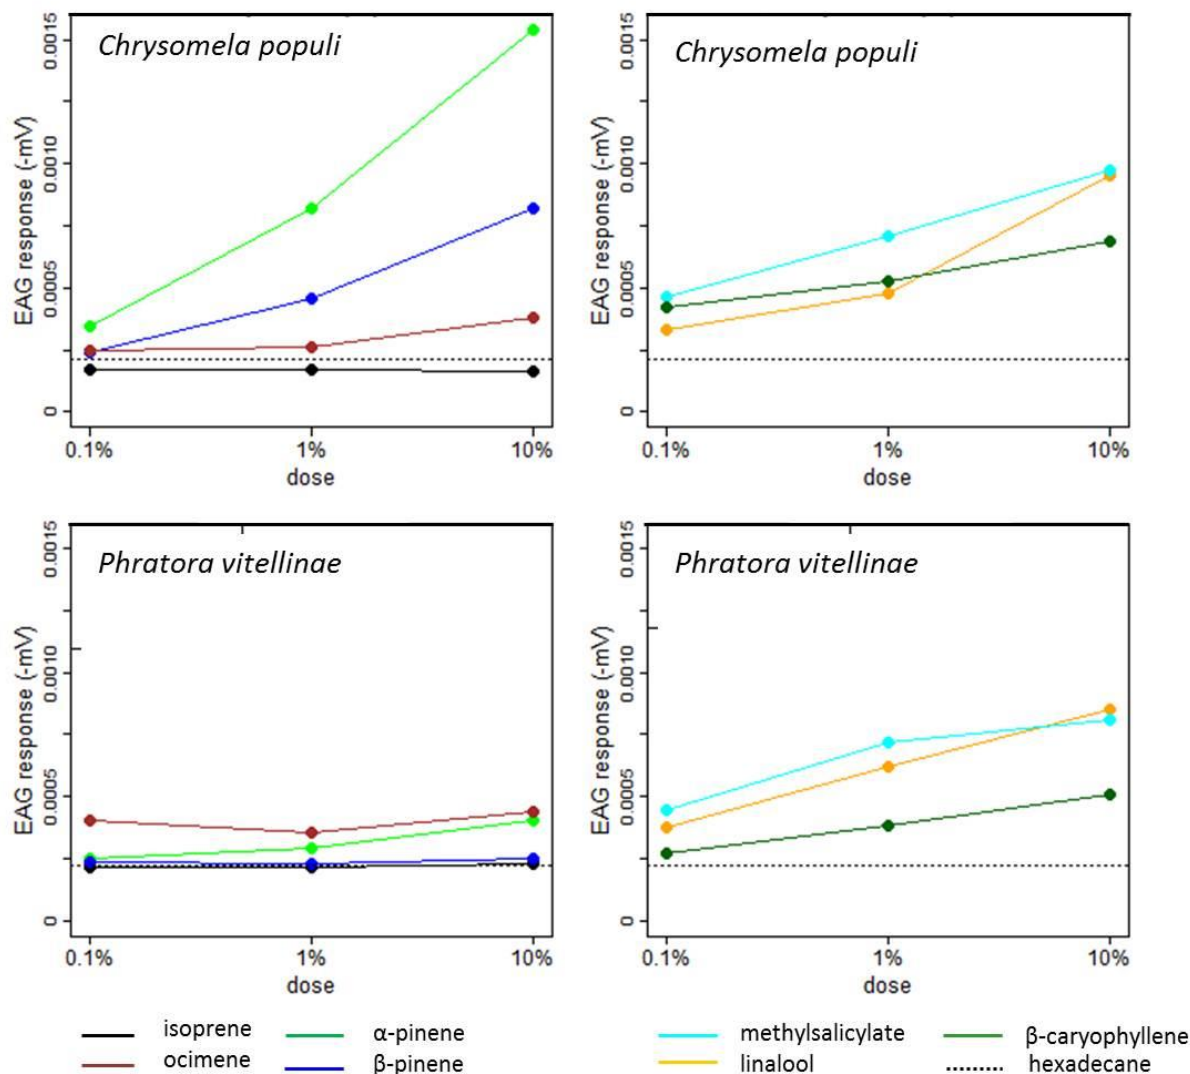 Chrysomela populi
EAG response (-mV)
0.0015
0.0010
0.0005
0
0.1%
1%
10%
dose
Chrysomela populi
EAG response (-mV)
0.0015
0.0010
0.0005
0
0.1%
1%
10%
dose
Phratora vitellinae
EAG response (-mV)
0.0015
0.0010
0.0005
0
0.1%
1%
10%
dose
Phratora vitellinae
EAG response (-mV)
0.0015
0.0010
0.0005
0
0.1%
1%
10%
dose
isoprene
α-pinene
ocimene
β-pinene
methylsalicylate
β-caryophyllene
linalool
hexadecane